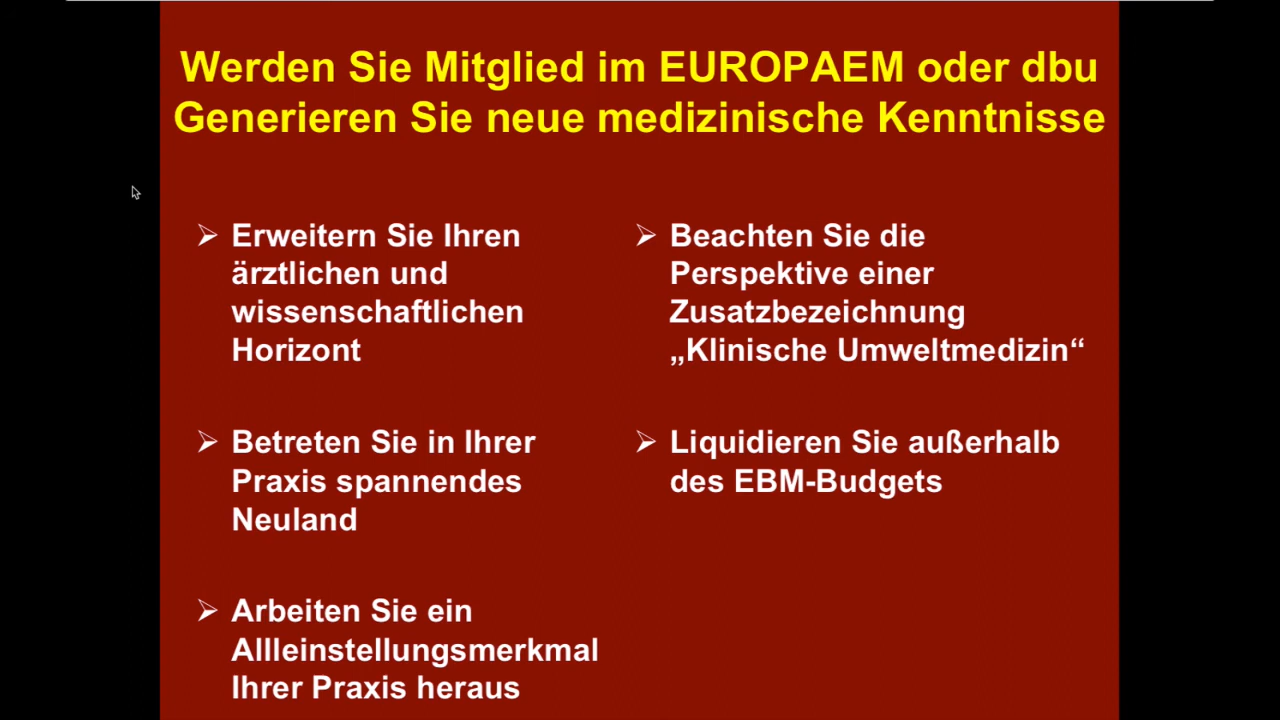 Werden Sie Mitglied im EUROPAEM oder dbu
Generieren Sie neue medizinische Kenntnisse
➢ Erweitern Sie Ihren
ärztlichen und
wissenschaftlichen
Horizont
➢ Betreten Sie in Ihrer
Praxis spannendes
Neuland
➢ Arbeiten Sie ein
Allleinstellungsmerkmal
Ihrer Praxis heraus
➢ Beachten Sie die
Perspektive einer
Zusatzbezeichnung
„Klinische Umweltmedizin“
➢ Liquidieren Sie außerhalb
des EBM-Budgets